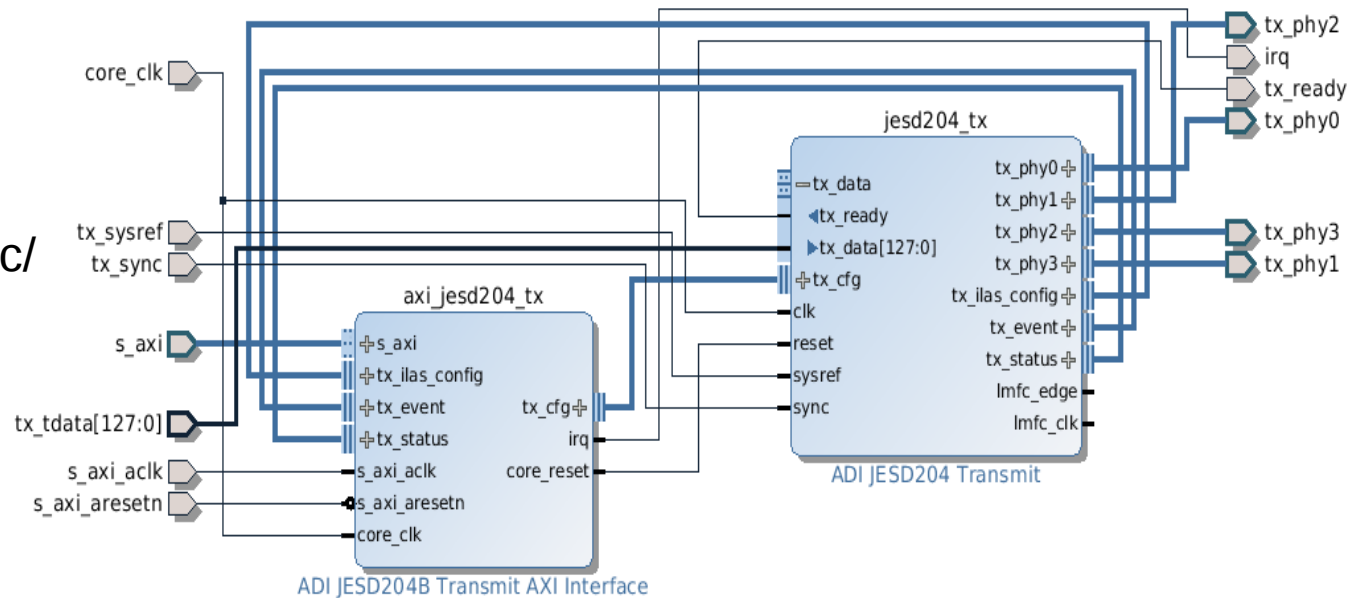 tx_phy2
irq
core_clk
tx_ready
jesd204_tx
tx_phy0
tx_phy0
tx_data
tx_phy1
tx_ready
tx_sysref
tx_phy2
tx_phy3
c/
tx_data[127:0]
tx_sync
tx_phy3
tx_phy1
tx_cfg
axi_jesd204_tx
tx_ilas_config
clk
tx_event
s_axi
s_axi
reset
tx_status
tx_ilas_config
sysref
lmfc_edge
tx_event
tx_cfg
sync
tx_tdata[127:0]
lmfc_clk
tx_status
irq
s_axi_aclk
s_axi_aclk
core_reset
ADI JESD204 Transmit
s_axi_aresetn
s_axi_aresetn
core_clk
ADI JESD204B Transmit AXI Interface